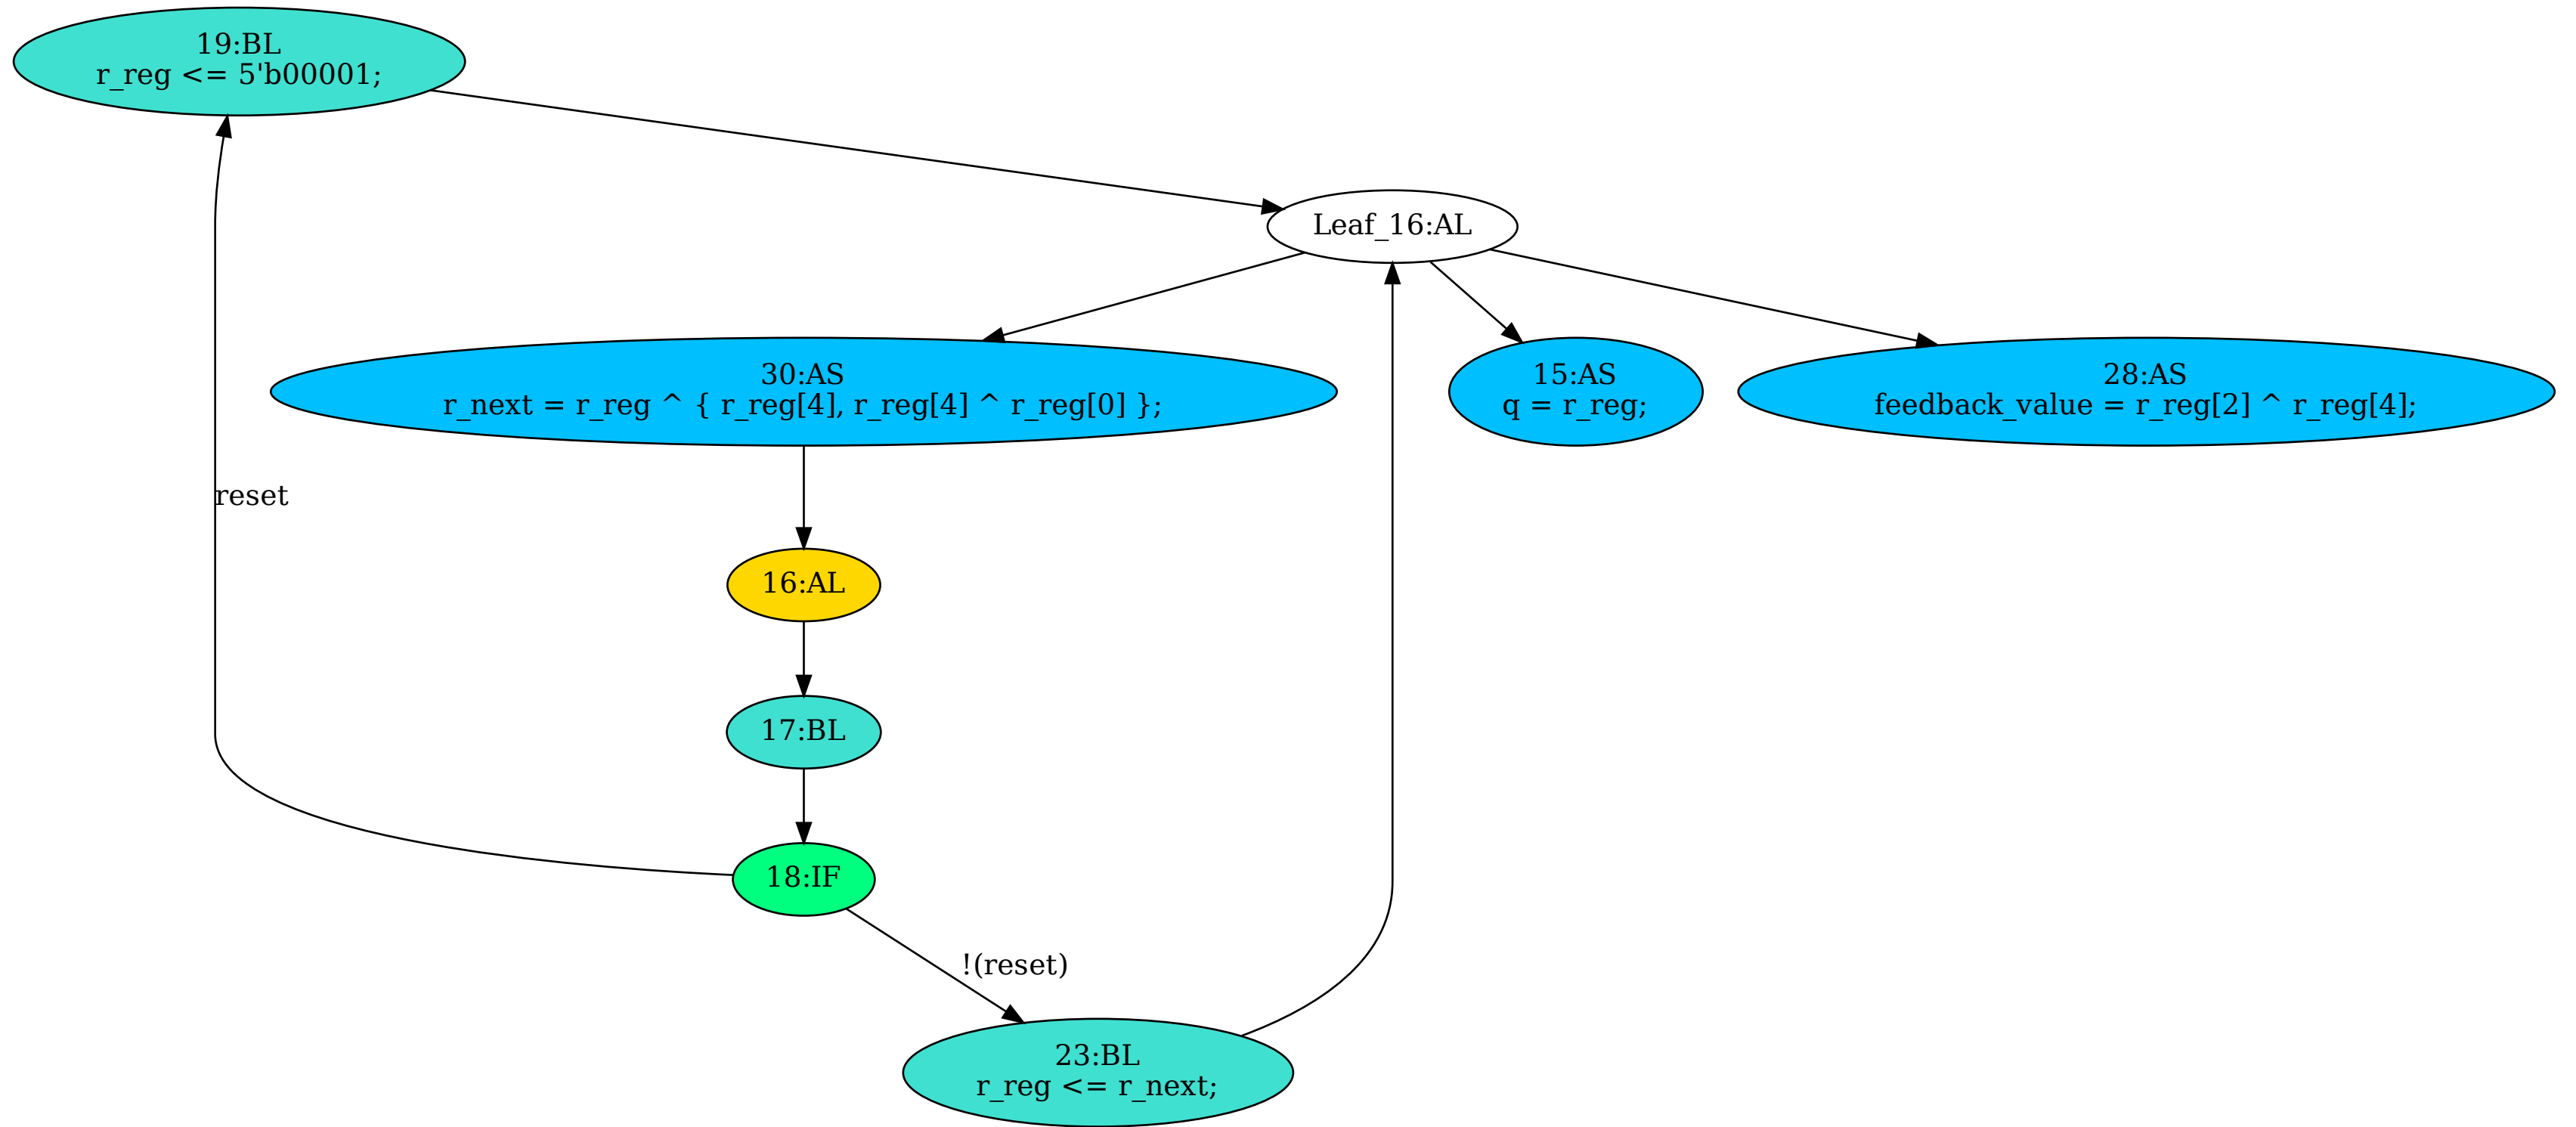 19:BL
r_reg <= 5'b00001;
Leaf_16:AL
30:AS
r_next = r_reg ^ { r_reg[4], r_reg[4] ^ r_reg[0] };
15:AS
q = r_reg;
28:AS
feedback_value = r_reg[2] ^ r_reg[4];
reset
16:AL
17:BL
18:IF
!(reset)
23:BL
r_reg <= r_next;